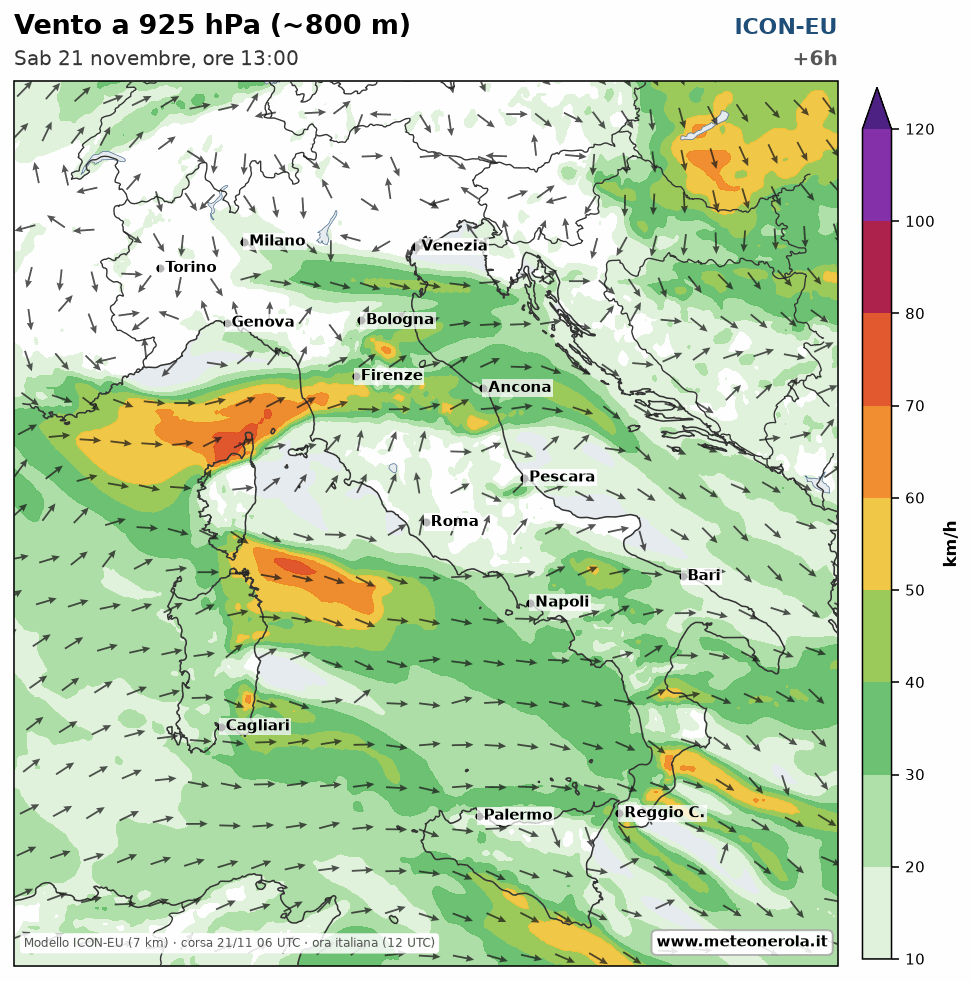 Vento a 925 hPa (~800 m)
ICON-EU
Sab 21 novembre, ore 13:00
+6h
120
100
80
70
60
50
40
30
20
10
km/h
Milano
Venezia
Torino
Genova
Bologna
Firenze
Ancona
Pescara
Roma
Bari
Napoli
Cagliari
Palermo
Reggio C.
Modello ICON-EU (7 km) · corsa 21/11 06 UTC · ora italiana (12 UTC)
www.meteonerola.it